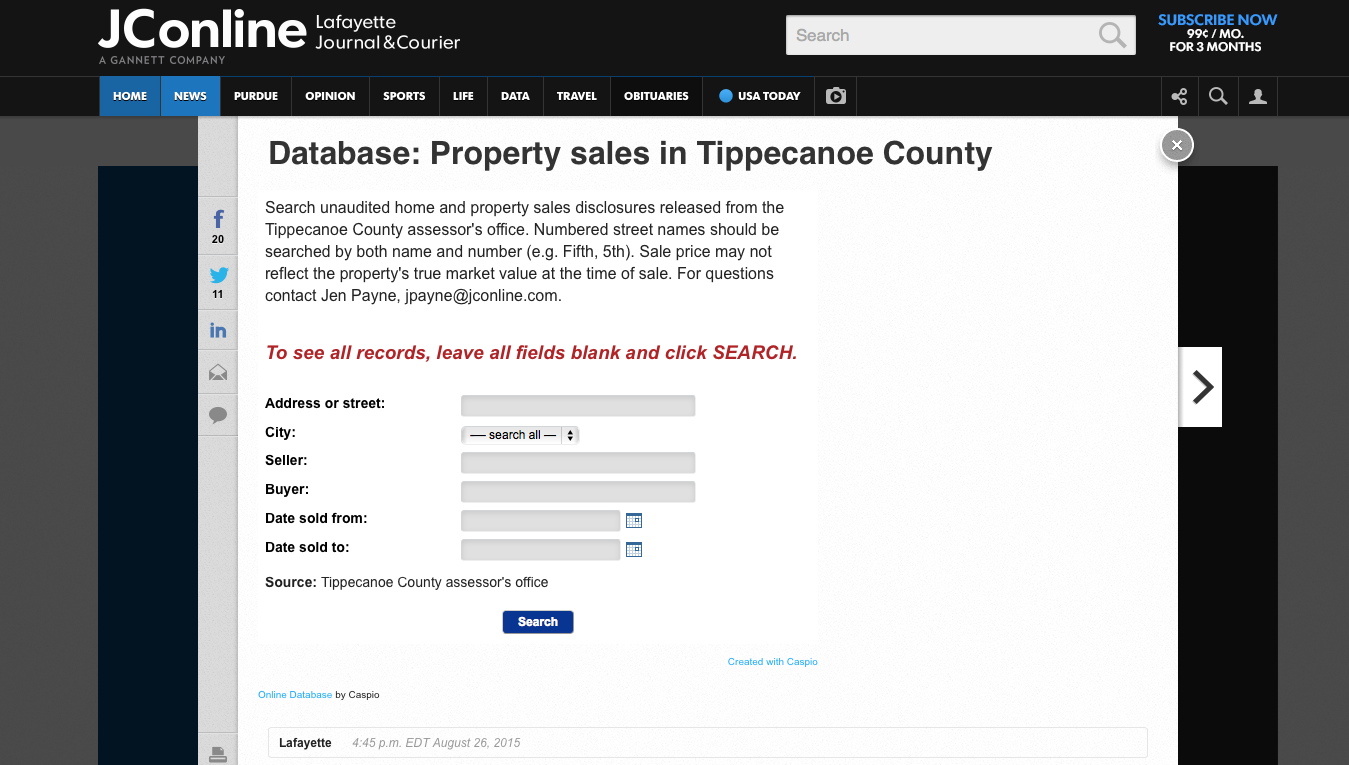 JConline
Lafayette
Journal & Courier
A GANNETT COMPANY
Search
SUBSCRIBE NOW
99¢ / MO.
FOR 3 MONTHS
HOME NEWS PURDUE OPINION SPORTS LIFE DATA TRAVEL OBITUARIES USA TODAY
Database: Property sales in Tippecanoe County
f
20
11
in
Search unaudited home and property sales disclosures released from the
Tippecanoe County assessor's office. Numbered street names should be
searched by both name and number (e.g. Fifth, 5th). Sale price may not
reflect the property's true market value at the time of sale. For questions
contact Jen Payne, jpayne@jconline.com.
To see all records, leave all fields blank and click SEARCH.
Address or street:
City: –– search all –
Seller:
Buyer:
Date sold from:
Date sold to:
Source: Tippecanoe County assessor's office
Search
Created with Caspio
Online Database by Caspio
Lafayette 4:45 p.m. EDT August 26, 2015